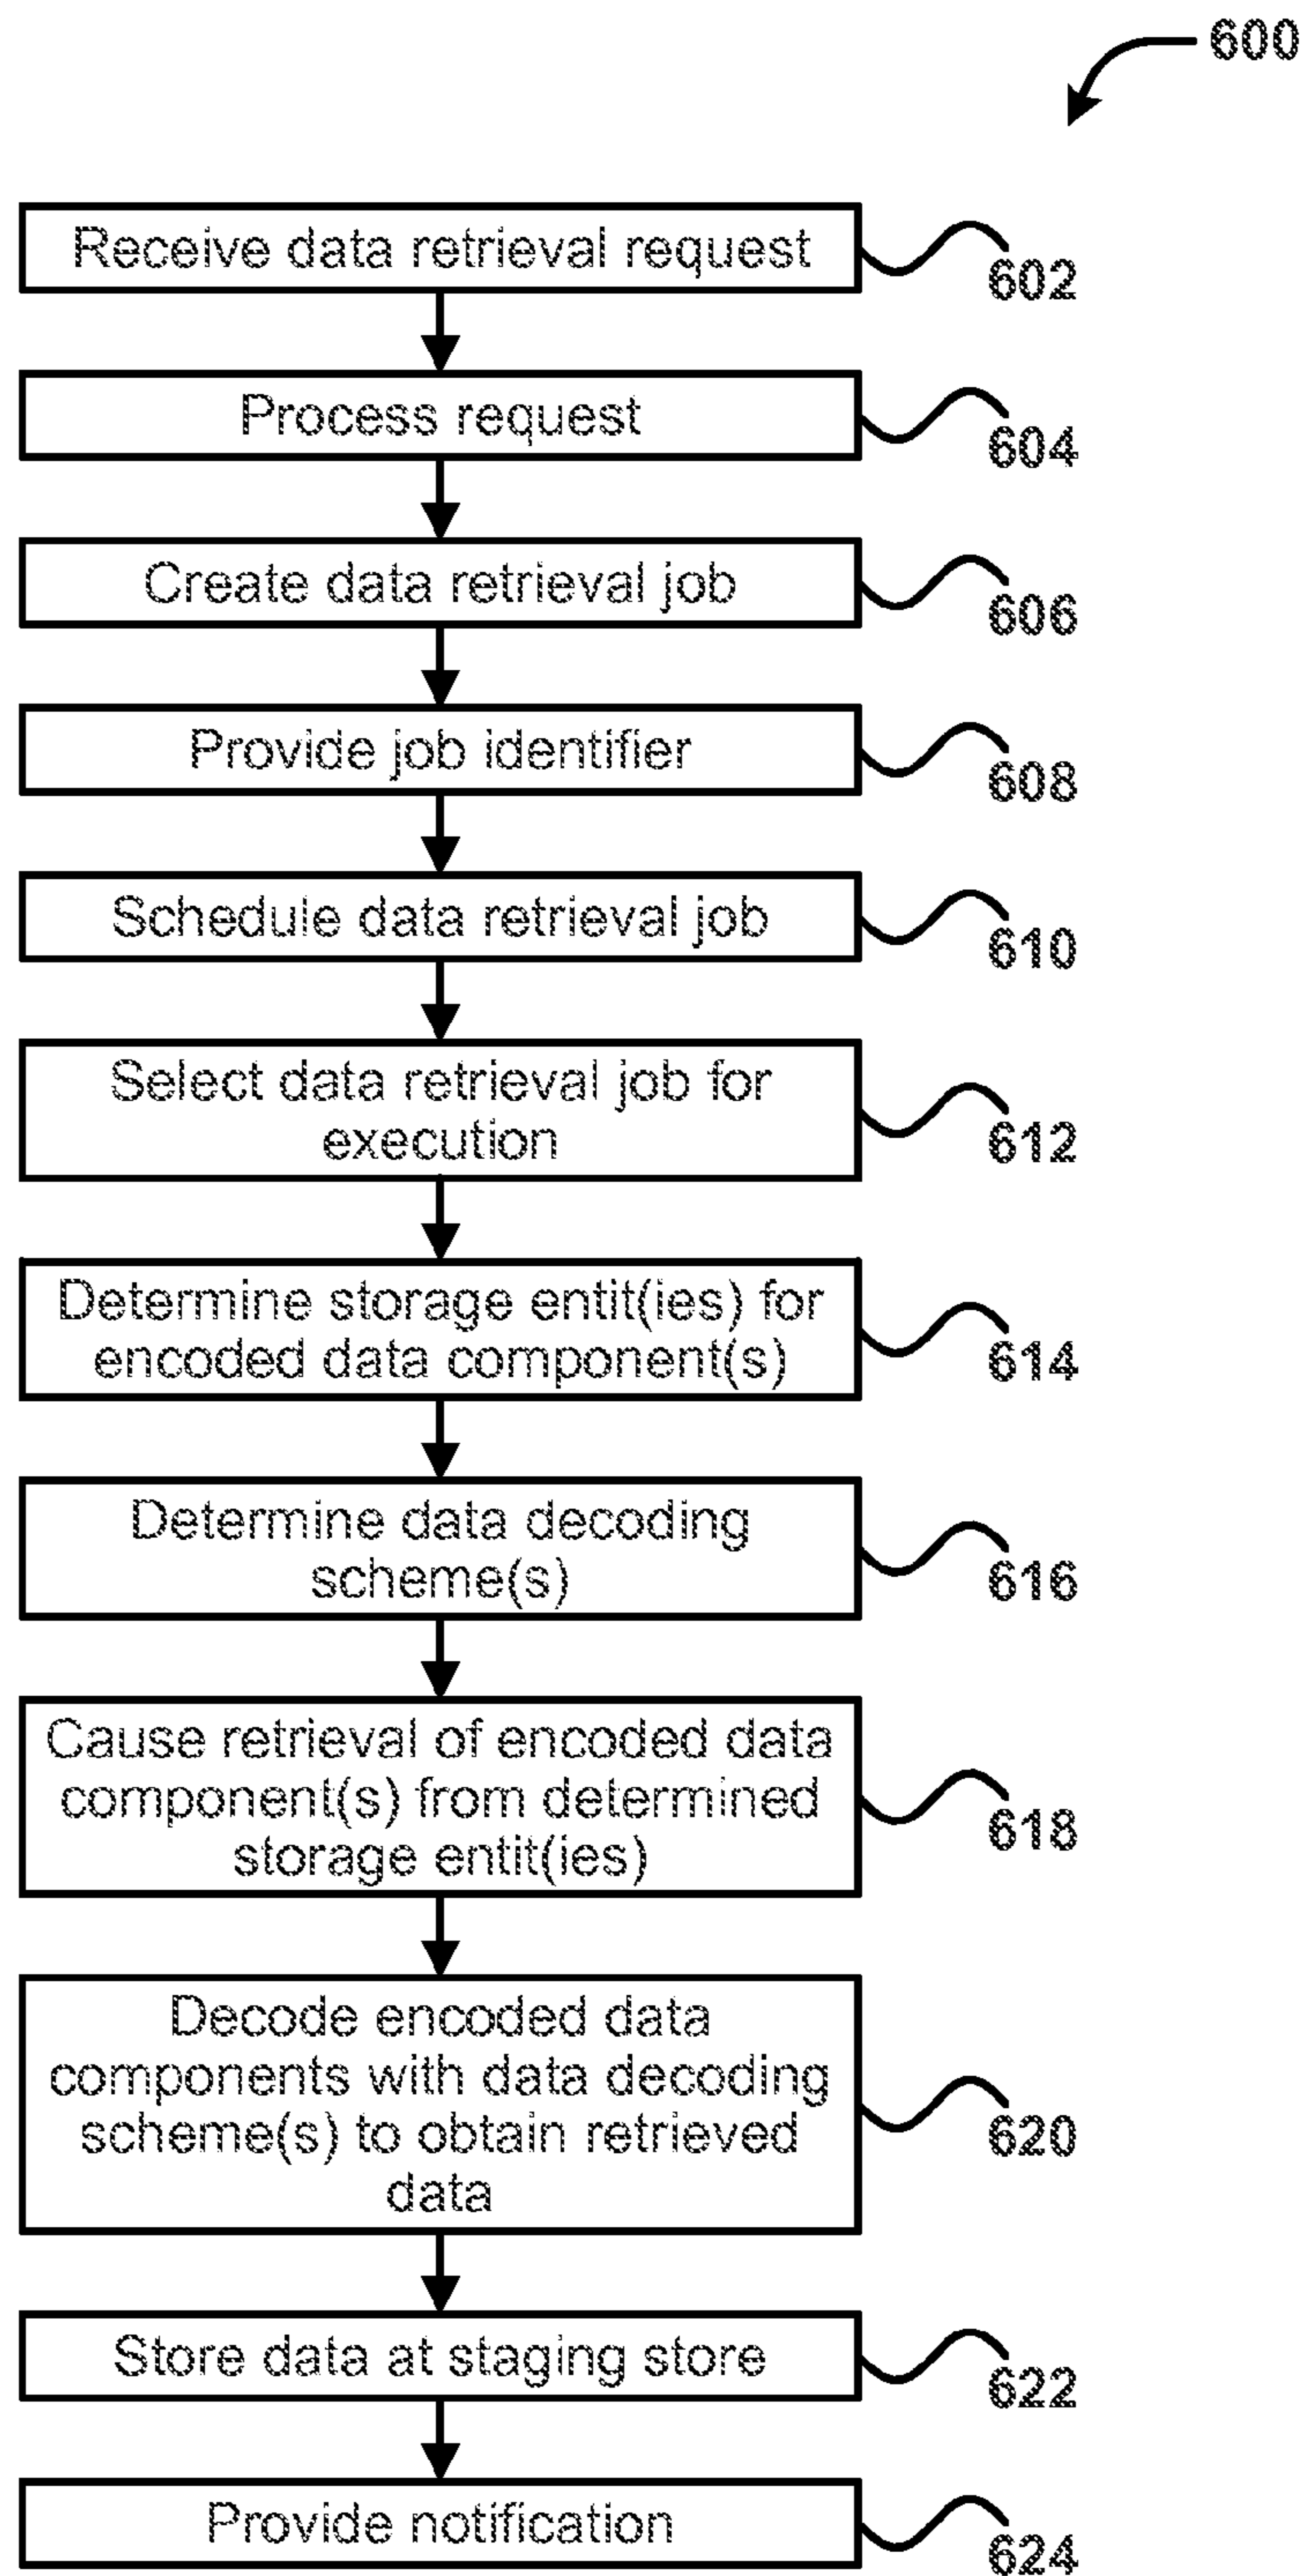 600
Receive data retrieval request
602
Process request
604
Create data retrieval job
606
Provide job identifier
608
Schedule data retrieval job
610
Select data retrieval job for
execution
612
Determine storage entit(ies) for
encoded data component(s)
614
Determine data decoding
scheme(s)
616
Cause retrieval of encoded data
component(s) from determined
storage entit(ies)
618
Decode encoded data
components with data decoding
scheme(s) to obtain retrieved
data
620
Store data at staging store
622
Provide notification
624